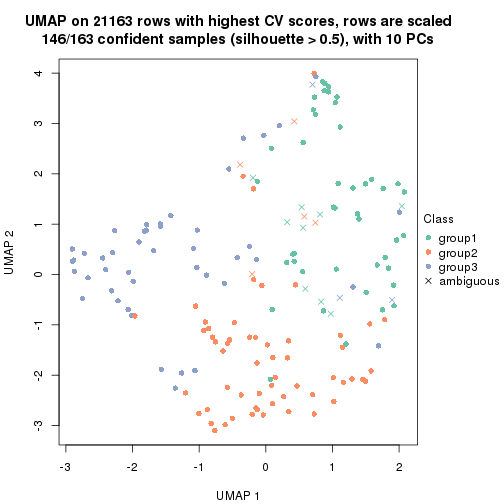 UMAP on 21163 rows with highest CV scores, rows are scaled
146/163 confident samples (silhouette > 0.5), with 10 PCs
4
3
2
1
0
-1
-2
-3
UMAP 2
-3 -2 -1 0 1 2
UMAP 1
Class
group1
group2
group3
ambiguous